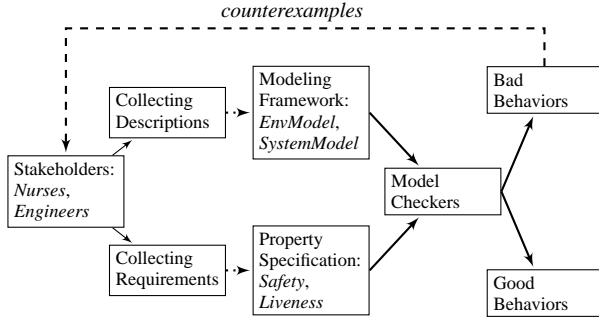 counterexamples
Modeling
Framework:
EnvModel,
SystemModel
Bad
Behaviors
Collecting
Descriptions
Stakeholders:
Nurses,
Engineers
Model
Checkers
Collecting
Requirements
Property
Specification:
Safety,
Liveness
Good
Behaviors